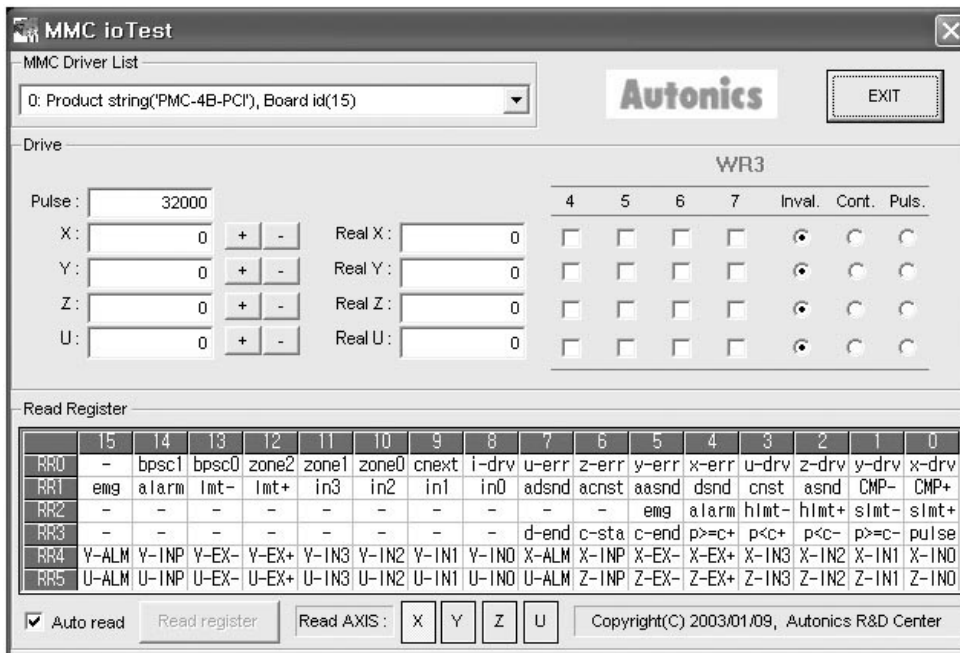 MMC ioTest
MMC Driver List
0: Product string('PMC-4B-PCI'), Board id(15)
Autonics
EXIT
Drive
WR3
Pulse : 32000 4 5 6 7 Inval. Cont. Puls.
X : 0 + - Real X : 0
Y : 0 + - Real Y : 0
Z : 0 + - Real Z : 0
U : 0 + - Real U : 0
Read Register
15 14 13 12 11 10 9 8 7 6 5 4 3 2 1 0
RR0 - bpsc1 bpsc0 zone2 zone1 zone0 cnext i-drv u-err z-err y-err x-err u-drv z-drv y-drv x-drv
RR1 emg alarm lmt- lmt+ in3 in2 in1 in0 adsnd acnst aasnd dsnd cnst asnd CMP- CMP+
RR2 - - - - - - - - - - emg alarm hlmt- hlmt+ slmt- slmt+
RR3 - - - - - - - - d-end c-sta c-end p>=c+ p<c+ p<c- p>=c- pulse
RR4 Y-ALM Y-INP Y-EX- Y-EX+ Y-IN3 Y-IN2 Y-IN1 Y-IN0 X-ALM X-INP X-EX- X-EX+ X-IN3 X-IN2 X-IN1 X-IN0
RR5 U-ALM U-INP U-EX- U-EX+ U-IN3 U-IN2 U-IN1 U-IN0 U-ALM Z-INP Z-EX- Z-EX+ Z-IN3 Z-IN2 Z-IN1 Z-IN0
Auto read Read register Read AXIS : X Y Z U Copyright(C) 2003/01/09, Autonics R&D Center